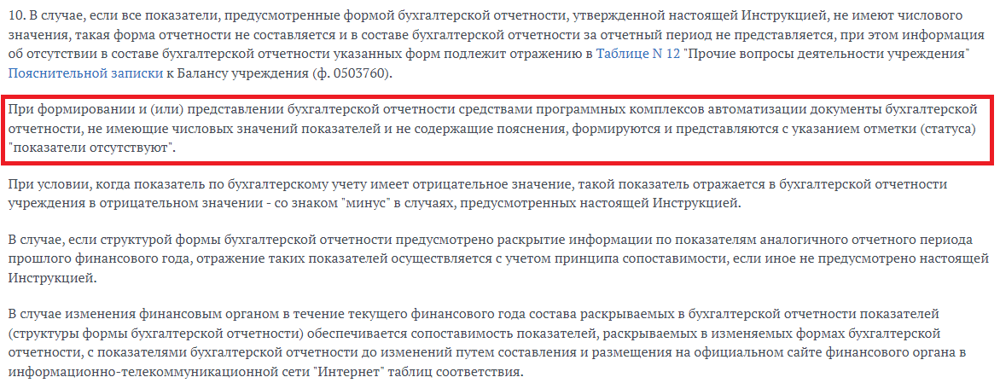 10. В случае, если все показатели, предусмотренные формой бухгалтерской отчетности, утвержденной настоящей Инструкцией, не имеют числового
значения, такая форма отчетности не составляется и в составе бухгалтерской отчетности за отчетный период не представляется, при этом информация
об отсутствии в составе бухгалтерской отчетности указанных форм подлежит отражению в Таблице N 12 "Прочие вопросы деятельности учреждения"
Пояснительной записки к Балансу учреждения (ф. 0503760).
При формировании и (или) представлении бухгалтерской отчетности средствами программных комплексов автоматизации документы бухгалтерской
отчетности, не имеющие числовых значений показателей и не содержащие пояснения, формируются и представляются с указанием отметки (статуса)
"показатели отсутствуют".
При условии, когда показатель по бухгалтерскому учету имеет отрицательное значение, такой показатель отражается в бухгалтерской отчетности
учреждения в отрицательном значении - со знаком "минус" в случаях, предусмотренных настоящей Инструкцией.
В случае, если структурой формы бухгалтерской отчетности предусмотрено раскрытие информации по показателям аналогичного отчетного периода
прошлого финансового года, отражение таких показателей осуществляется с учетом принципа сопоставимости, если иное не предусмотрено настоящей
Инструкцией.
В случае изменения финансовым органом в течение текущего финансового года состава раскрываемых в бухгалтерской отчетности показателей
(структуры формы бухгалтерской отчетности) обеспечивается сопоставимость показателей, раскрываемых в изменяемых формах бухгалтерской
отчетности, с показателями бухгалтерской отчетности до изменений путем составления и размещения на официальном сайте финансового органа в
информационно-телекоммуникационной сети "Интернет" таблиц соответствия.